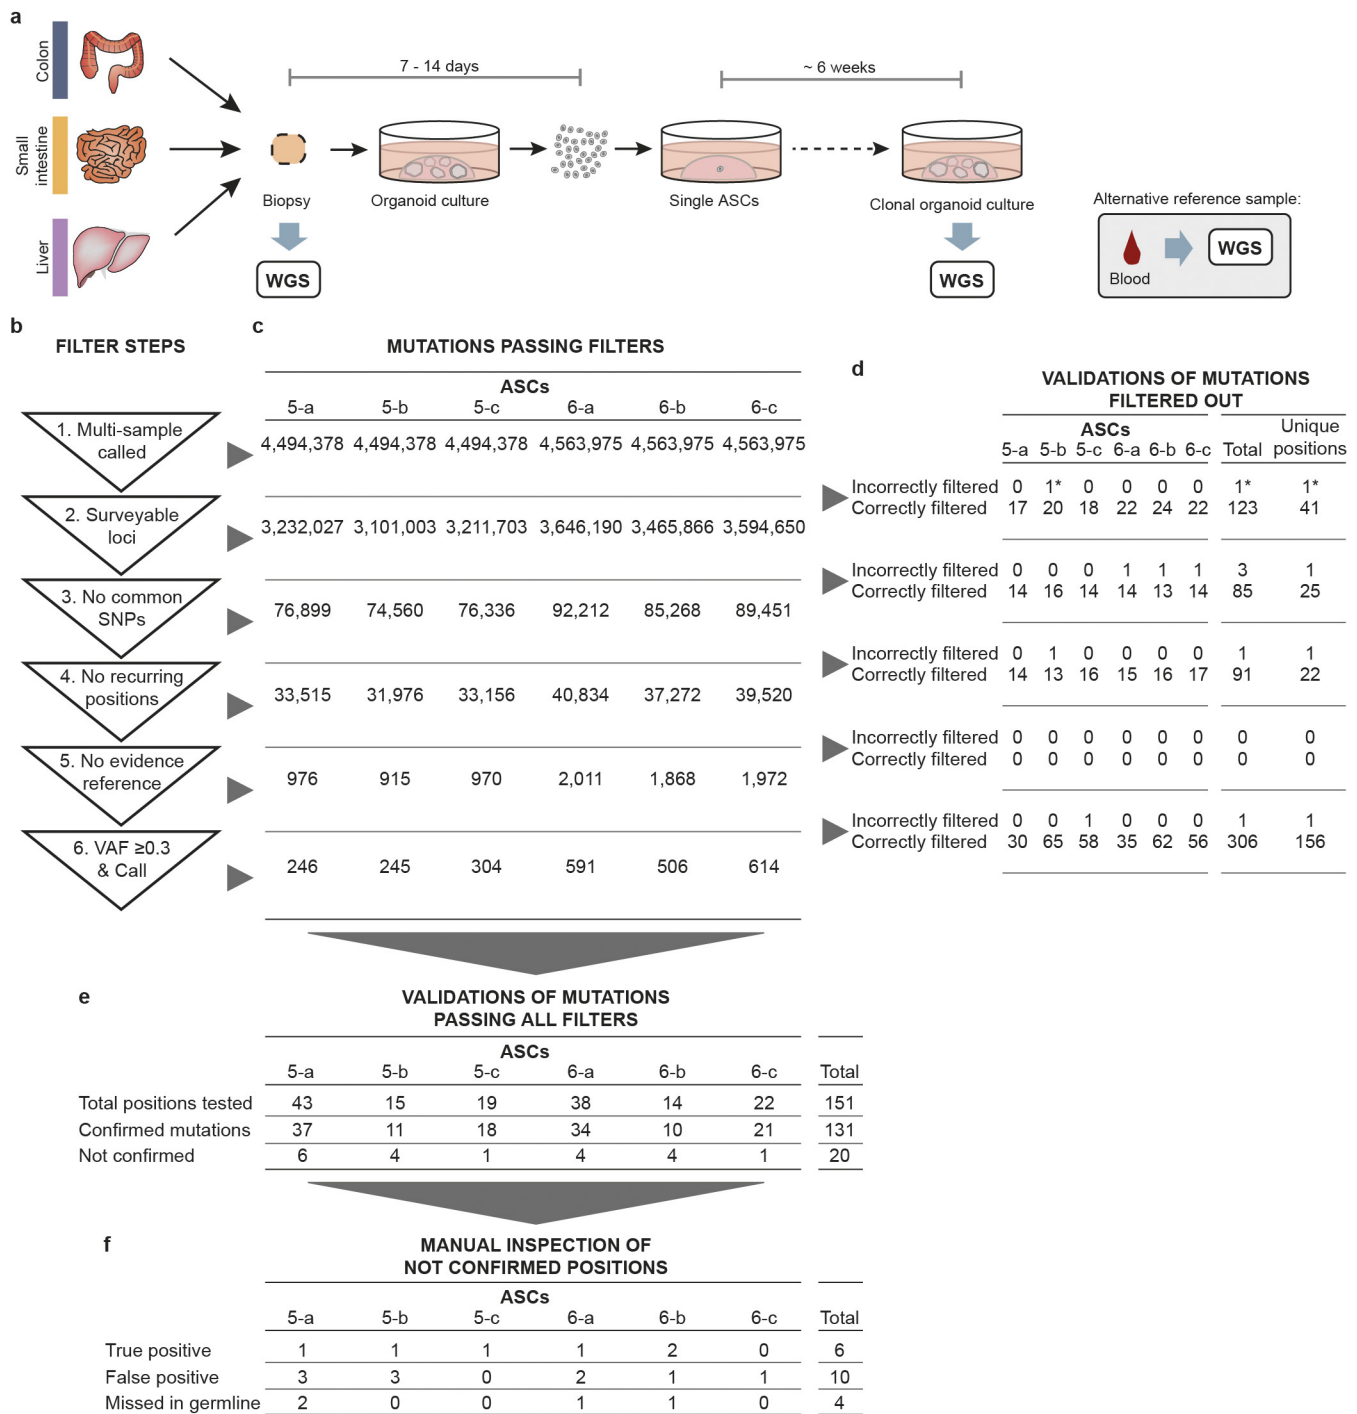 a
Colon
Small
intestine
Liver
7 - 14 days
~ 6 weeks
Biopsy
Organoid culture
Single ASCs
Clonal organoid culture
WGS
WGS
Alternative reference sample:
Blood
WGS
b
FILTER STEPS
1. Multi-sample
called
2. Surveyable
loci
3. No common
SNPs
4. No recurring
positions
5. No evidence
reference
6. VAF ≥0.3
& Call
c
MUTATIONS PASSING FILTERS
ASCs
5-a 5-b 5-c 6-a 6-b 6-c
4,494,378 4,494,378 4,494,378 4,563,975 4,563,975 4,563,975
3,232,027 3,101,003 3,211,703 3,646,190 3,465,866 3,594,650
76,899 74,560 76,336 92,212 85,268 89,451
33,515 31,976 33,156 40,834 37,272 39,520
976 915 970 2,011 1,868 1,972
246 245 304 591 506 614
d
VALIDATIONS OF MUTATIONS
FILTERED OUT
ASCs
Unique
5-a 5-b 5-c 6-a 6-b 6-c Total positions
Incorrectly filtered 0 1* 0 0 0 0 1* 1*
Correctly filtered 17 20 18 22 24 22 123 41
Incorrectly filtered 0 0 0 1 1 1 3 1
Correctly filtered 14 16 14 14 13 14 85 25
Incorrectly filtered 0 1 0 0 0 0 1 1
Correctly filtered 14 13 16 15 16 17 91 22
Incorrectly filtered 0 0 0 0 0 0 0 0
Correctly filtered 0 0 0 0 0 0 0 0
Incorrectly filtered 0 0 1 0 0 0 1 1
Correctly filtered 30 65 58 35 62 56 306 156
e
VALIDATIONS OF MUTATIONS
PASSING ALL FILTERS
ASCs
5-a 5-b 5-c 6-a 6-b 6-c Total
Total positions tested 43 15 19 38 14 22 151
Confirmed mutations 37 11 18 34 10 21 131
Not confirmed 6 4 1 4 4 1 20
f
MANUAL INSPECTION OF
NOT CONFIRMED POSITIONS
ASCs
5-a 5-b 5-c 6-a 6-b 6-c Total
True positive 1 1 1 1 2 0 6
False positive 3 3 0 2 1 1 10
Missed in germline 2 0 0 1 1 0 4